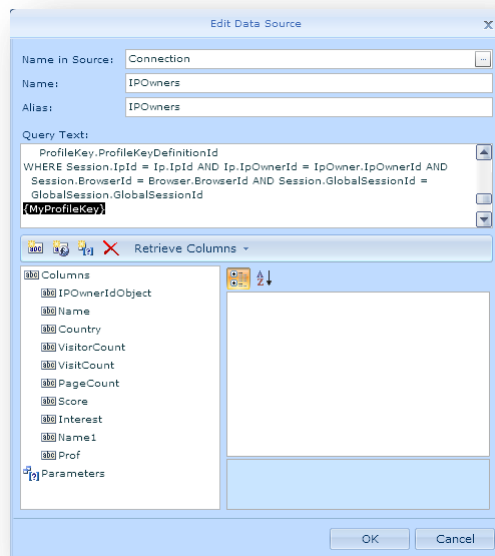 Edit Data Source
x
Name in Source: Connection ...
Name: IPOwners
Alias: IPOwners
Query Text:
ProfileKey.ProfileKeyDefinitionId
WHERE Session.IpId = Ip.IpId AND Ip.IpOwnerId = IpOwner.IpOwnerId AND
Session.BrowserId = Browser.BrowserId AND Session.GlobalSessionId =
GlobalSession.GlobalSessionId
{MyProfileKey}
Retrieve Columns
Columns
IPOwnerIdObject
Name
Country
VisitorCount
VisitCount
PageCount
Score
Interest
Name1
Prof
Parameters
OK Cancel